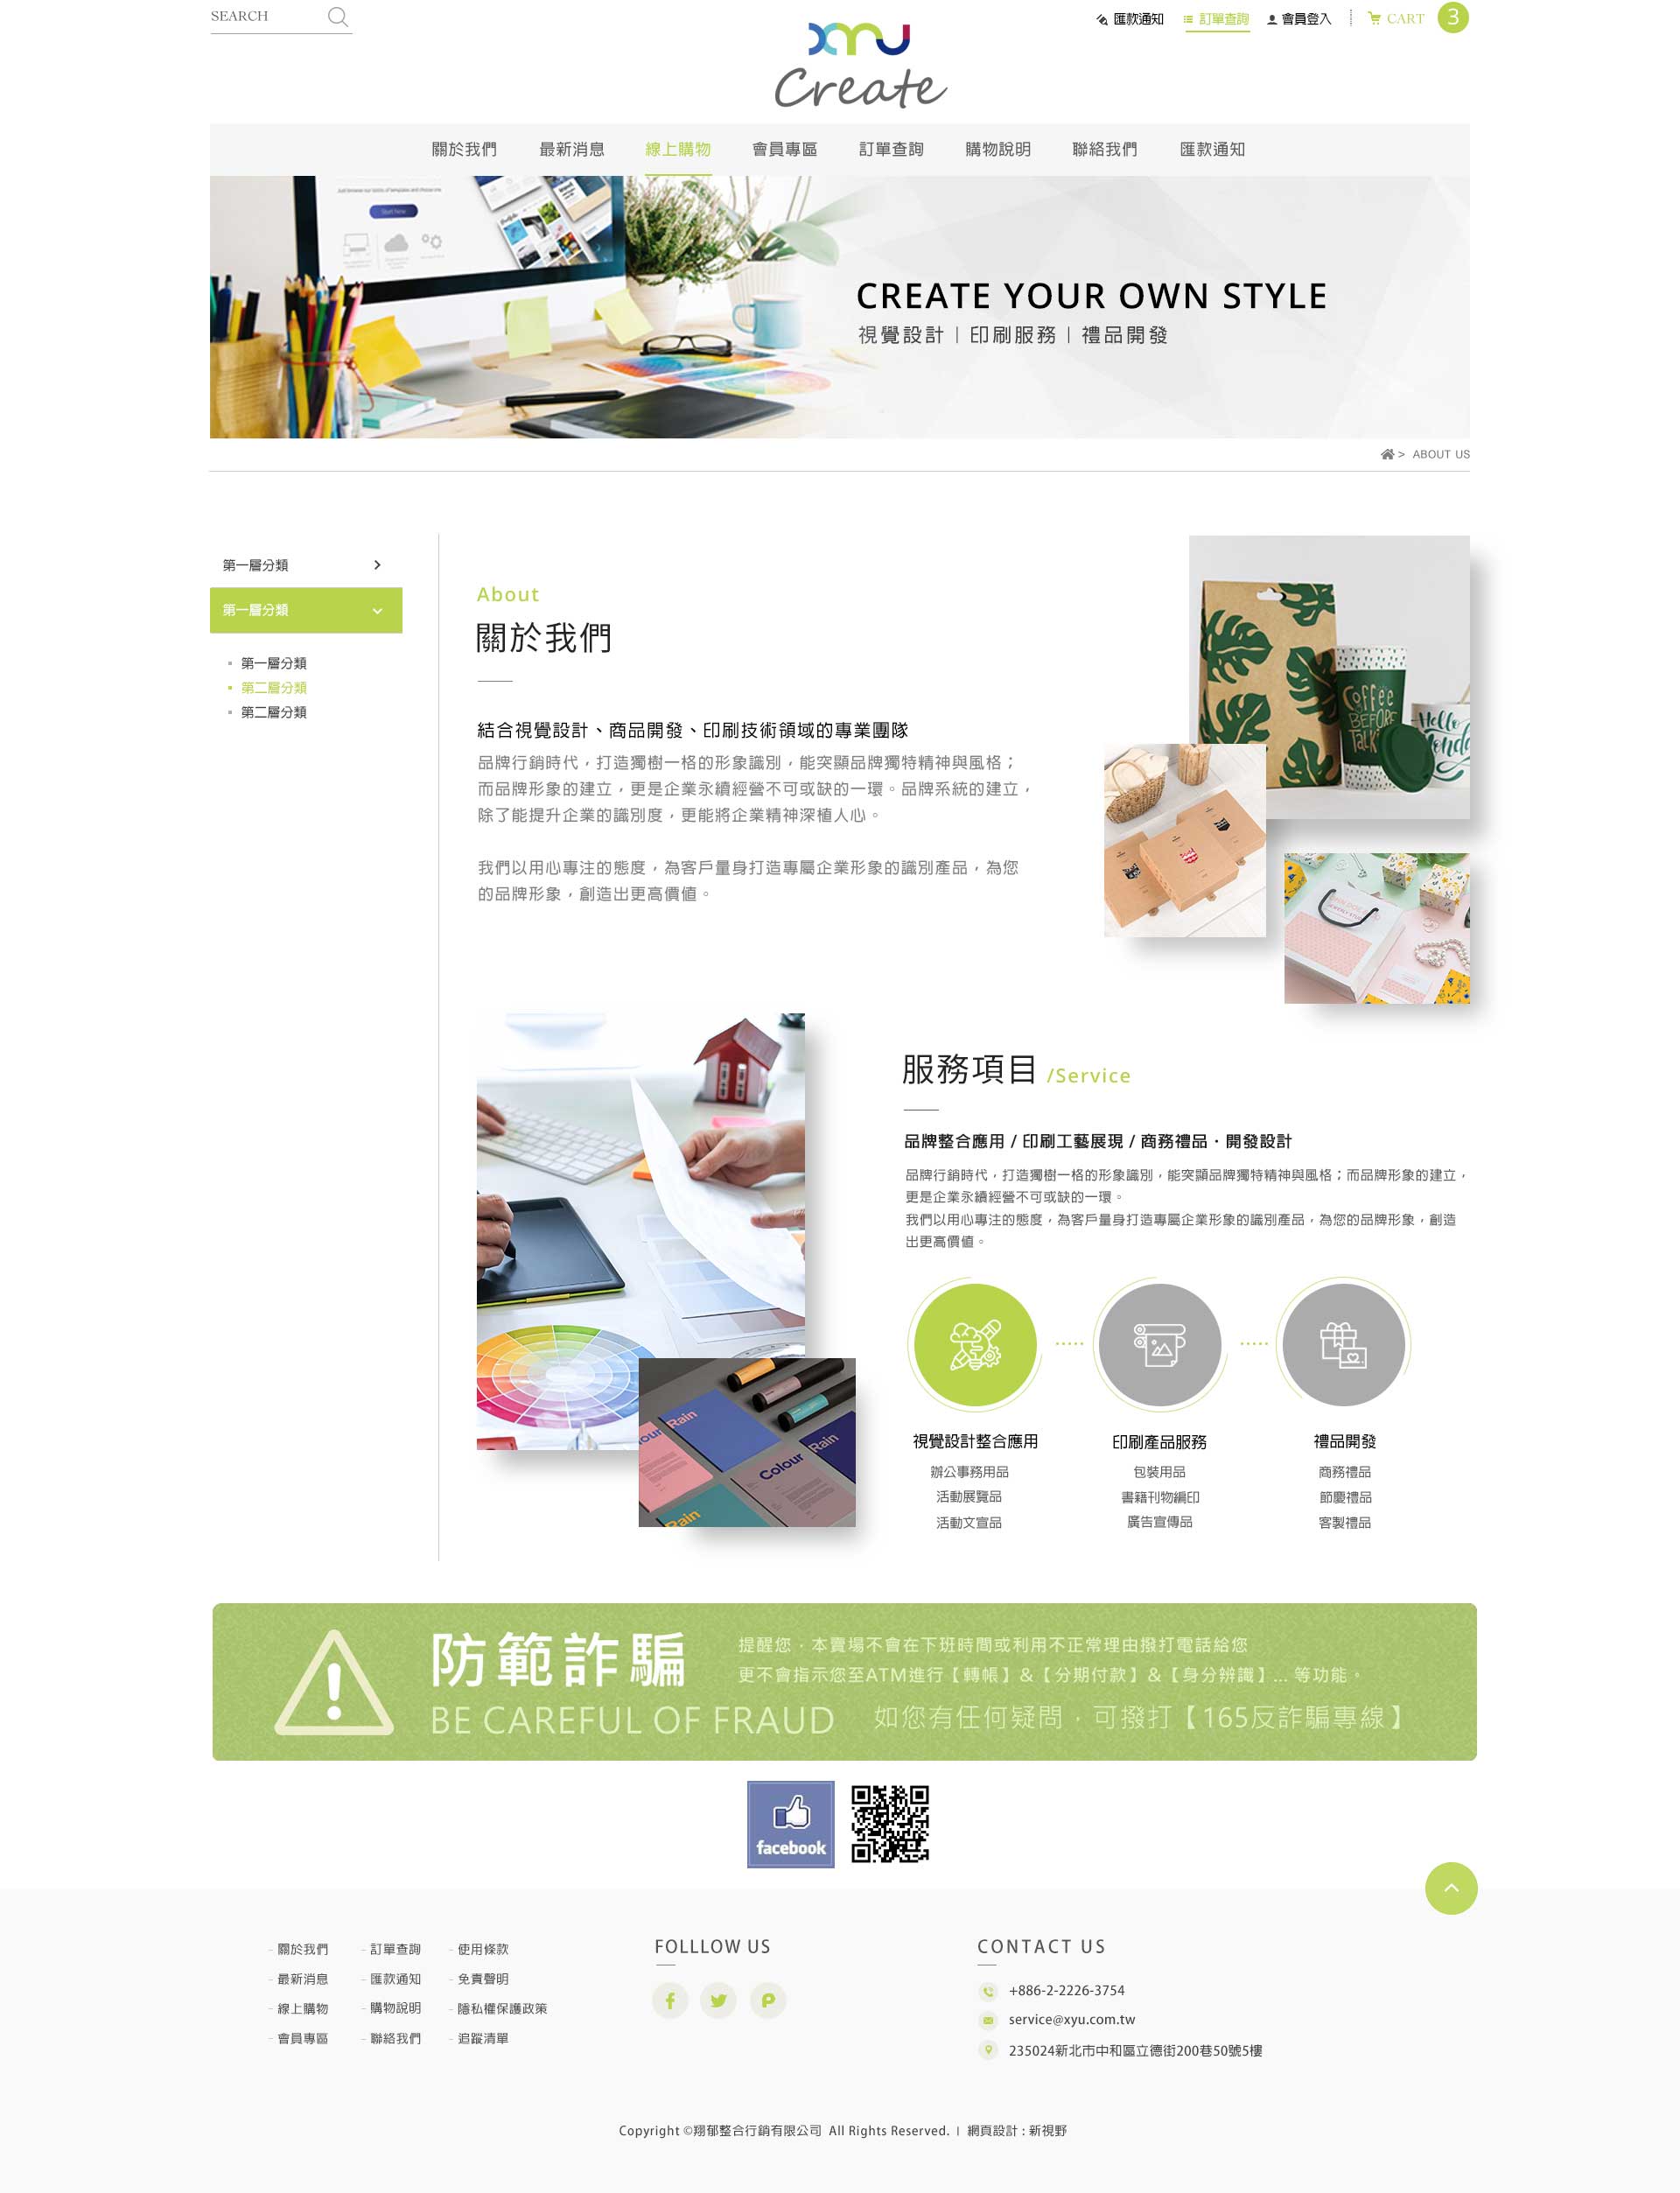 SEARCH
匯款通知
訂單查詢
會員登入
CART
3
xyu
Create
關於我們
最新消息
線上購物
會員專區
訂單查詢
購物說明
聯絡我們
匯款通知
Start Now
CREATE YOUR OWN STYLE
視覺設計 | 印刷服務 | 禮品開發
> ABOUT US
第一層分類
第一層分類
第一層分類
第二層分類
第二層分類
About
關於我們
結合視覺設計、商品開發、印刷技術領域的專業團隊
品牌行銷時代，打造獨樹一格的形象識別，能突顯品牌獨特精神與風格；
而品牌形象的建立，更是企業永續經營不可或缺的一環。品牌系統的建立，
除了能提升企業的識別度，更能將企業精神深植人心。
我們以用心專注的態度，為客戶量身打造專屬企業形象的識別產品，為您
的品牌形象，創造出更高價值。
Coffee
BEFORE
Talk
Hello
服務項目 /Service
品牌整合應用 / 印刷工藝展現 / 商務禮品．開發設計
品牌行銷時代，打造獨樹一格的形象識別，能突顯品牌獨特精神與風格；而品牌形象的建立，
更是企業永續經營不可或缺的一環。
我們以用心專注的態度，為客戶量身打造專屬企業形象的識別產品，為您的品牌形象，創造
出更高價值。
Rain
Rain
Colour
視覺設計整合應用
辦公事務用品
活動展覽品
活動文宣品
印刷產品服務
包裝用品
書籍刊物編印
廣告宣傳品
禮品開發
商務禮品
節慶禮品
客製禮品
防範詐騙
BE CAREFUL OF FRAUD
提醒您．本賣場不會在下班時間或利用不正常理由撥打電話給您
更不會指示您至ATM進行【轉帳】&【分期付款】&【身分辨識】... 等功能。
如您有任何疑問，可撥打【165反詐騙專線】
facebook
- 關於我們
- 最新消息
- 線上購物
- 會員專區
- 訂單查詢
- 匯款通知
- 購物說明
- 聯絡我們
- 使用條款
- 免責聲明
- 隱私權保護政策
- 追蹤清單
FOLLLOW US
CONTACT US
+886-2-2226-3754
service@xyu.com.tw
235024新北市中和區立德街200巷50號5樓
Copyright ©翔郁整合行銷有限公司 All Rights Reserved. | 網頁設計 : 新視野